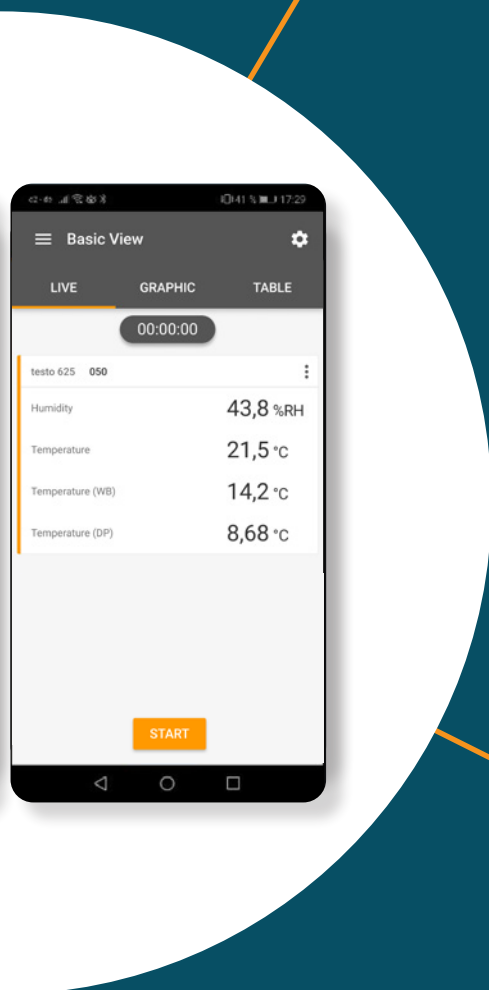 41 % 17:29
Basic View
LIVE GRAPHIC TABLE
00:00:00
testo 625 050
Humidity 43,8 %RH
Temperature 21,5 °C
Temperature (WB) 14,2 °C
Temperature (DP) 8,68 °C
START